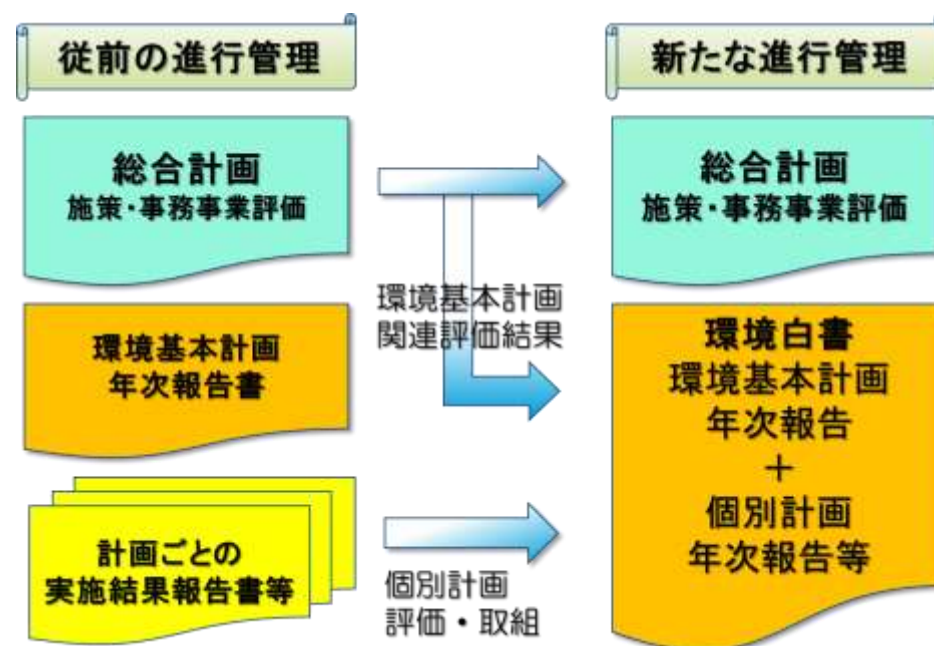 従前の進行管理
新たな進行管理
総合計画
施策・事務事業評価
環境基本計画
年次報告書
計画ごとの
実施結果報告書等
環境基本計画
関連評価結果
個別計画
評価・取組
総合計画
施策・事務事業評価
環境白書
環境基本計画
年次報告
＋
個別計画
年次報告等